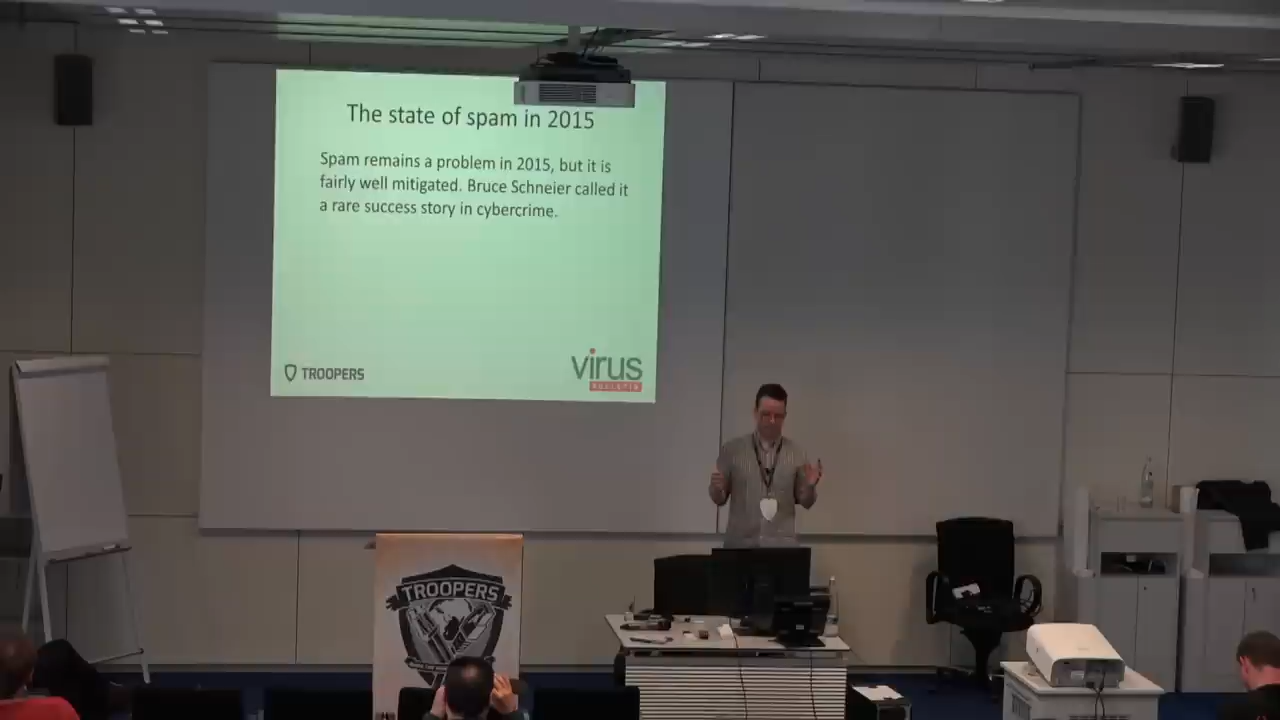 The state of spam in 2015
Spam remains a problem in 2015, but it is
fairly well mitigated. Bruce Schneier called it
a rare success story in cybercrime.
TROOPERS
virus
BULLETIN
TROOPERS